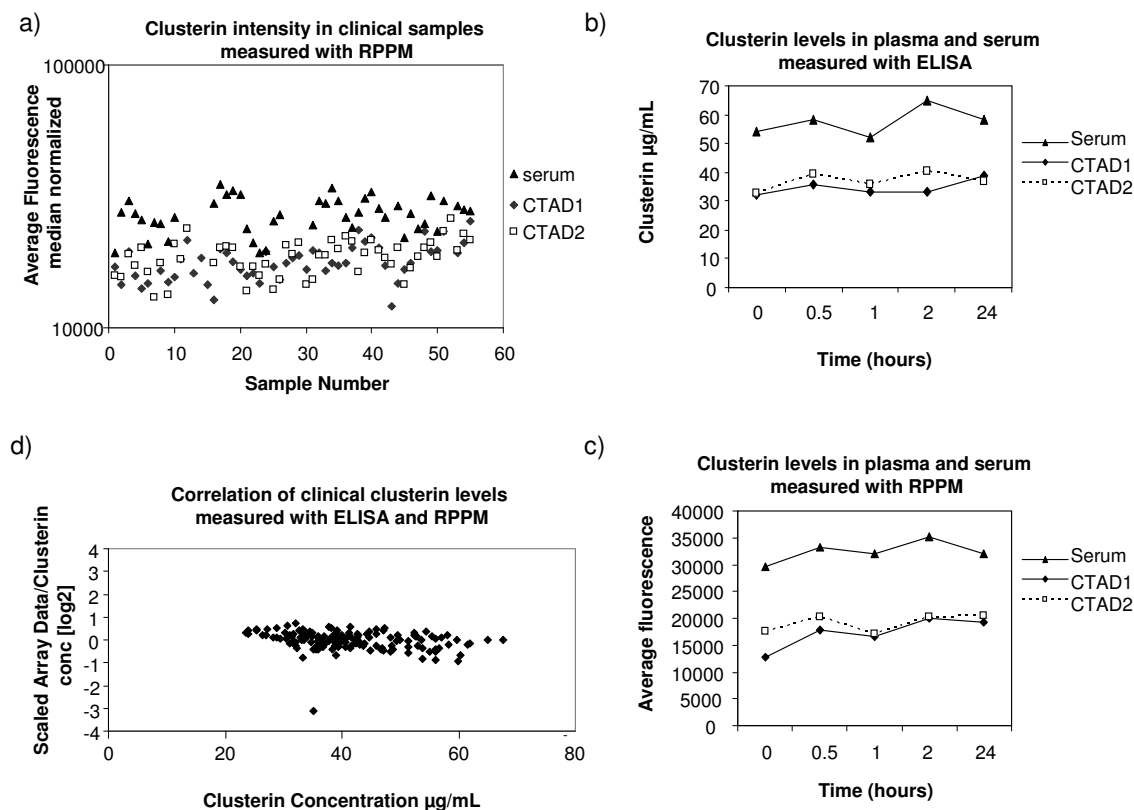 a)
Clusterin intensity in clinical samples
measured with RPPM
Average Fluorescence
median normalized
100000
10000
0 10 20 30 40 50 60
Sample Number
serum
CTAD1
CTAD2
b)
Clusterin levels in plasma and serum
measured with ELISA
Clusterin µg/mL
70
60
50
40
30
20
10
0
0 0.5 1 2 24
Time (hours)
Serum
CTAD1
CTAD2
d)
Correlation of clinical clusterin levels
measured with ELISA and RPPM
Scaled Array Data/Clusterin
conc [log2]
4
3
2
1
0
-1
-2
-3
-4
0 20 40 60 80
Clusterin Concentration µg/mL
c)
Clusterin levels in plasma and serum
measured with RPPM
Average fluorescence
40000
35000
30000
25000
20000
15000
10000
5000
0
0 0.5 1 2 24
Time (hours)
Serum
CTAD1
CTAD2